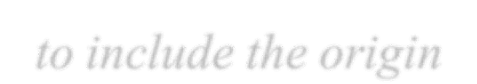 to include the origin